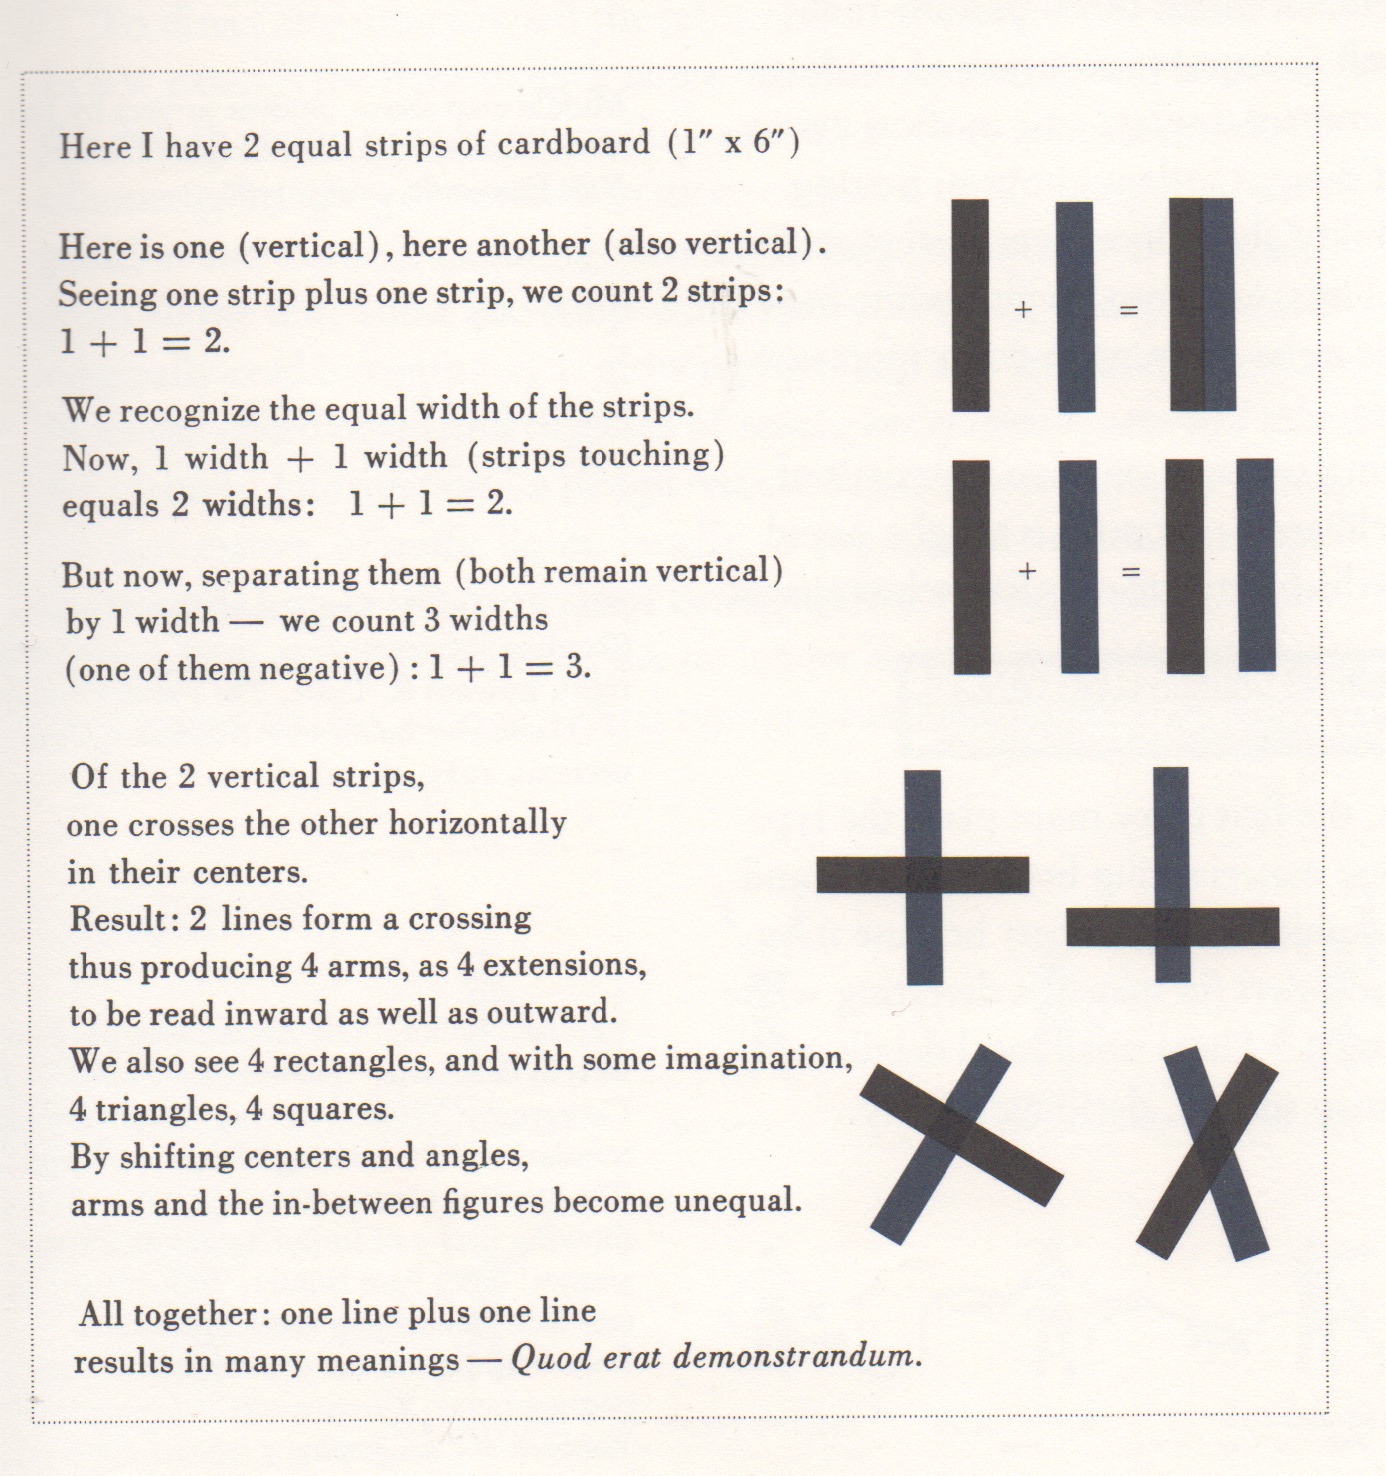 Here I have 2 equal strips of cardboard (1″ x 6″)
Here is one (vertical), here another (also vertical).
Seeing one strip plus one strip, we count 2 strips:
1 + 1 = 2.
+ =
We recognize the equal width of the strips.
Now, 1 width + 1 width (strips touching)
equals 2 widths: 1 + 1 = 2.
But now, separating them (both remain vertical)
by 1 width — we count 3 widths
(one of them negative) : 1 + 1 = 3.
+ =
Of the 2 vertical strips,
one crosses the other horizontally
in their centers.
Result: 2 lines form a crossing
thus producing 4 arms, as 4 extensions,
to be read inward as well as outward.
We also see 4 rectangles, and with some imagination,
4 triangles, 4 squares.
By shifting centers and angles,
arms and the in-between figures become unequal.
All together: one line plus one line
results in many meanings — Quod erat demonstrandum.